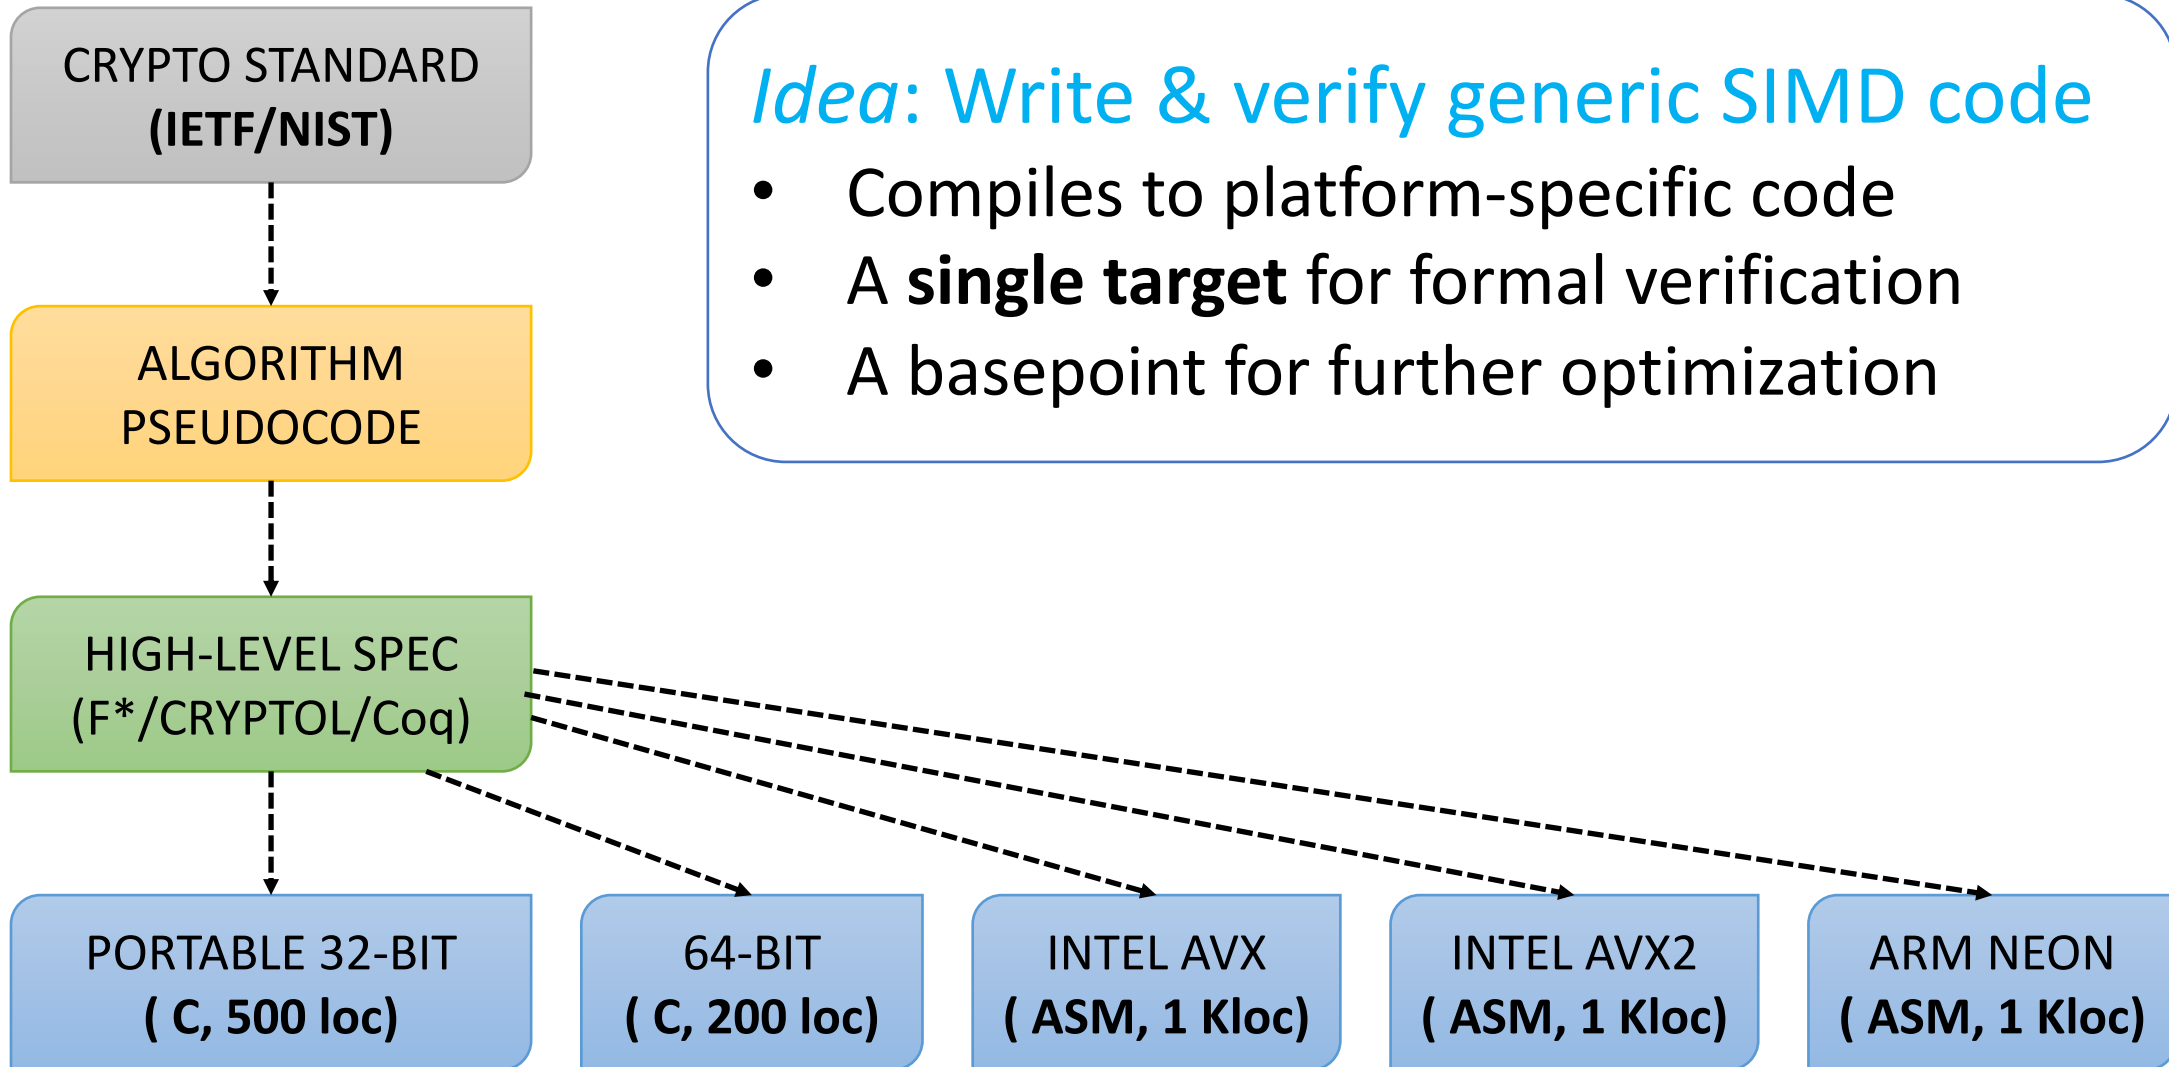 CRYPTO STANDARD
(IETF/NIST)
Idea: Write & verify generic SIMD code
• Compiles to platform-specific code
• A single target for formal verification
• A basepoint for further optimization
ALGORITHM
PSEUDOCODE
HIGH-LEVEL SPEC
(F*/CRYPTOL/Coq)
PORTABLE 32-BIT
( C, 500 loc)
64-BIT
( C, 200 loc)
INTEL AVX
( ASM, 1 Kloc)
INTEL AVX2
( ASM, 1 Kloc)
ARM NEON
( ASM, 1 Kloc)